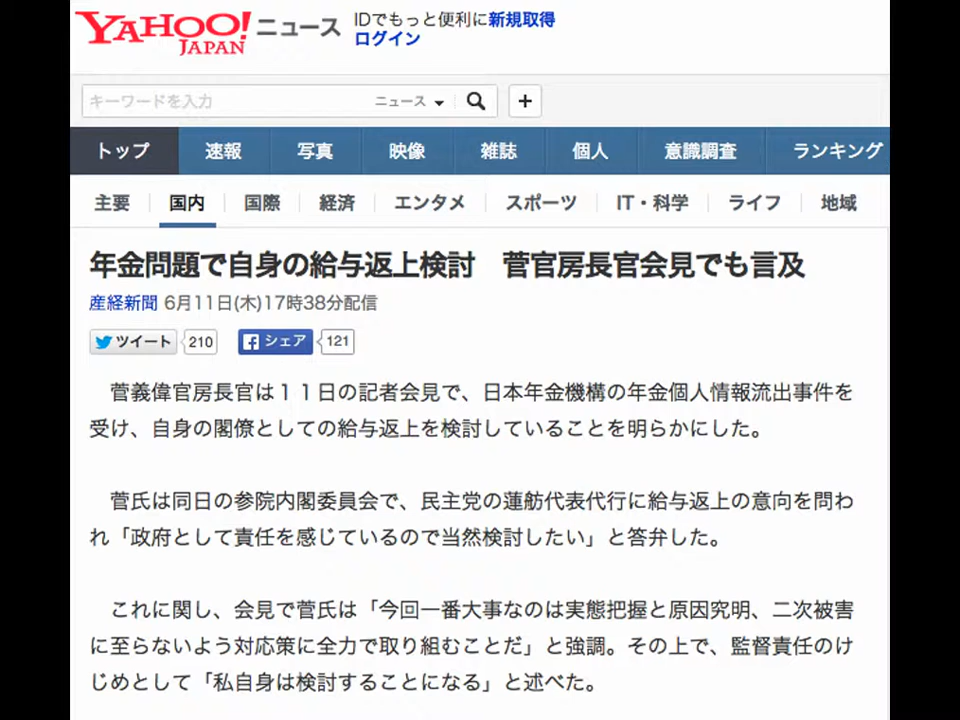 YAHOO! JAPAN ニュース
IDでもっと便利に新規取得
ログイン
キーワードを入力 ニュース
+
トップ 速報 写真 映像 雑誌 個人 意識調査 ランキング
主要 国内 国際 経済 エンタメ スポーツ IT・科学 ライフ 地域
年金問題で自身の給与返上検討　菅官房長官会見でも言及
産経新聞 6月11日(木)17時38分配信
ツイート 210 シェア 121
菅義偉官房長官は１１日の記者会見で、日本年金機構の年金個人情報流出事件を
受け、自身の閣僚としての給与返上を検討していることを明らかにした。
菅氏は同日の参院内閣委員会で、民主党の蓮舫代表代行に給与返上の意向を問わ
れ「政府として責任を感じているので当然検討したい」と答弁した。
これに関し、会見で菅氏は「今回一番大事なのは実態把握と原因究明、二次被害
に至らないよう対応策に全力で取り組むことだ」と強調。その上で、監督責任のけ
じめとして「私自身は検討することになる」と述べた。